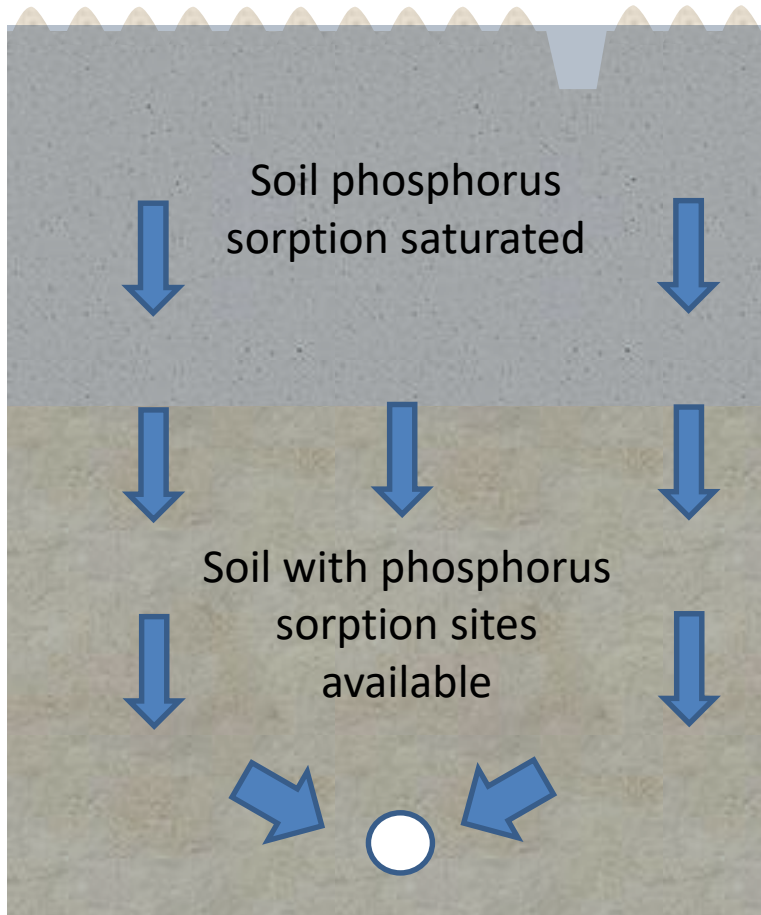 Soil phosphorus
sorption saturated
Soil with phosphorus
sorption sites
available